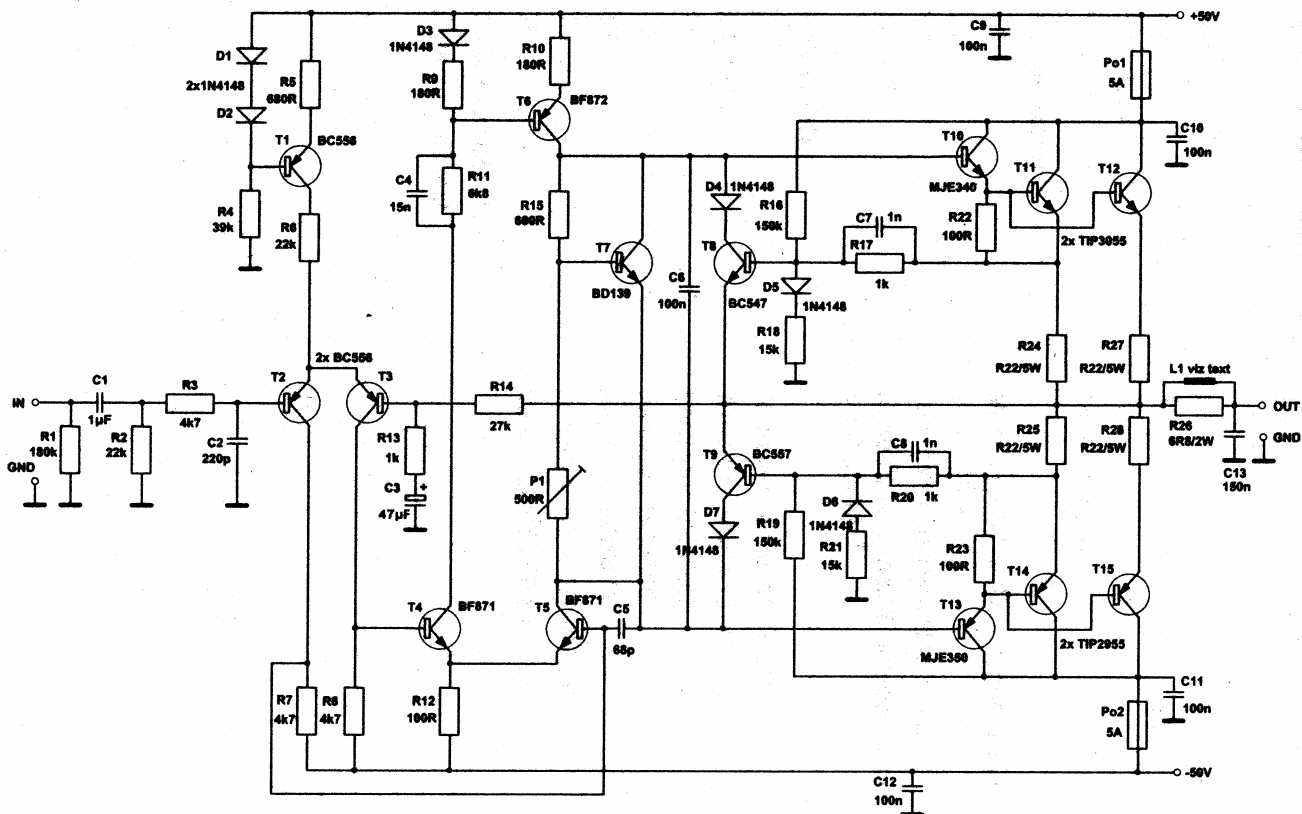 C9
100n
+50V
D1
2x1N4148
D2
R5
680R
T1
BC556
R4
39k
R6
22k
D3
1N4148
R9
180R
R10
180R
T6
BF872
C4
15n
R11
6k8
R15
680R
T7
BD139
C6
100n
D4
1N4148
T8
BC547
R16
150k
D5
1N4148
R18
15k
C7
1n
R17
1k
T10
MJE340
R22
100R
T11
T12
2x TIP3055
Po1
5A
C10
100n
R24
R22/5W
R27
R22/5W
L1 viz text
R26
6R8/2W
OUT
GND
C13
150n
R25
R22/5W
R28
R22/5W
IN
GND
R1
180k
C1
1µF
R2
22k
R3
4k7
C2
220p
2x BC556
T2
T3
R13
1k
C3
+
47µF
R14
27k
P1
500R
T9
BC557
D7
1N4148
R19
150k
C8
1n
R20
1k
D6
1N4148
R21
15k
R23
100R
T14
T15
T13
MJE350
2x TIP2955
T4
BF871
T5
BF871
C5
68p
R7
4k7
R8
4k7
R12
100R
C11
100n
Po2
5A
-50V
C12
100n